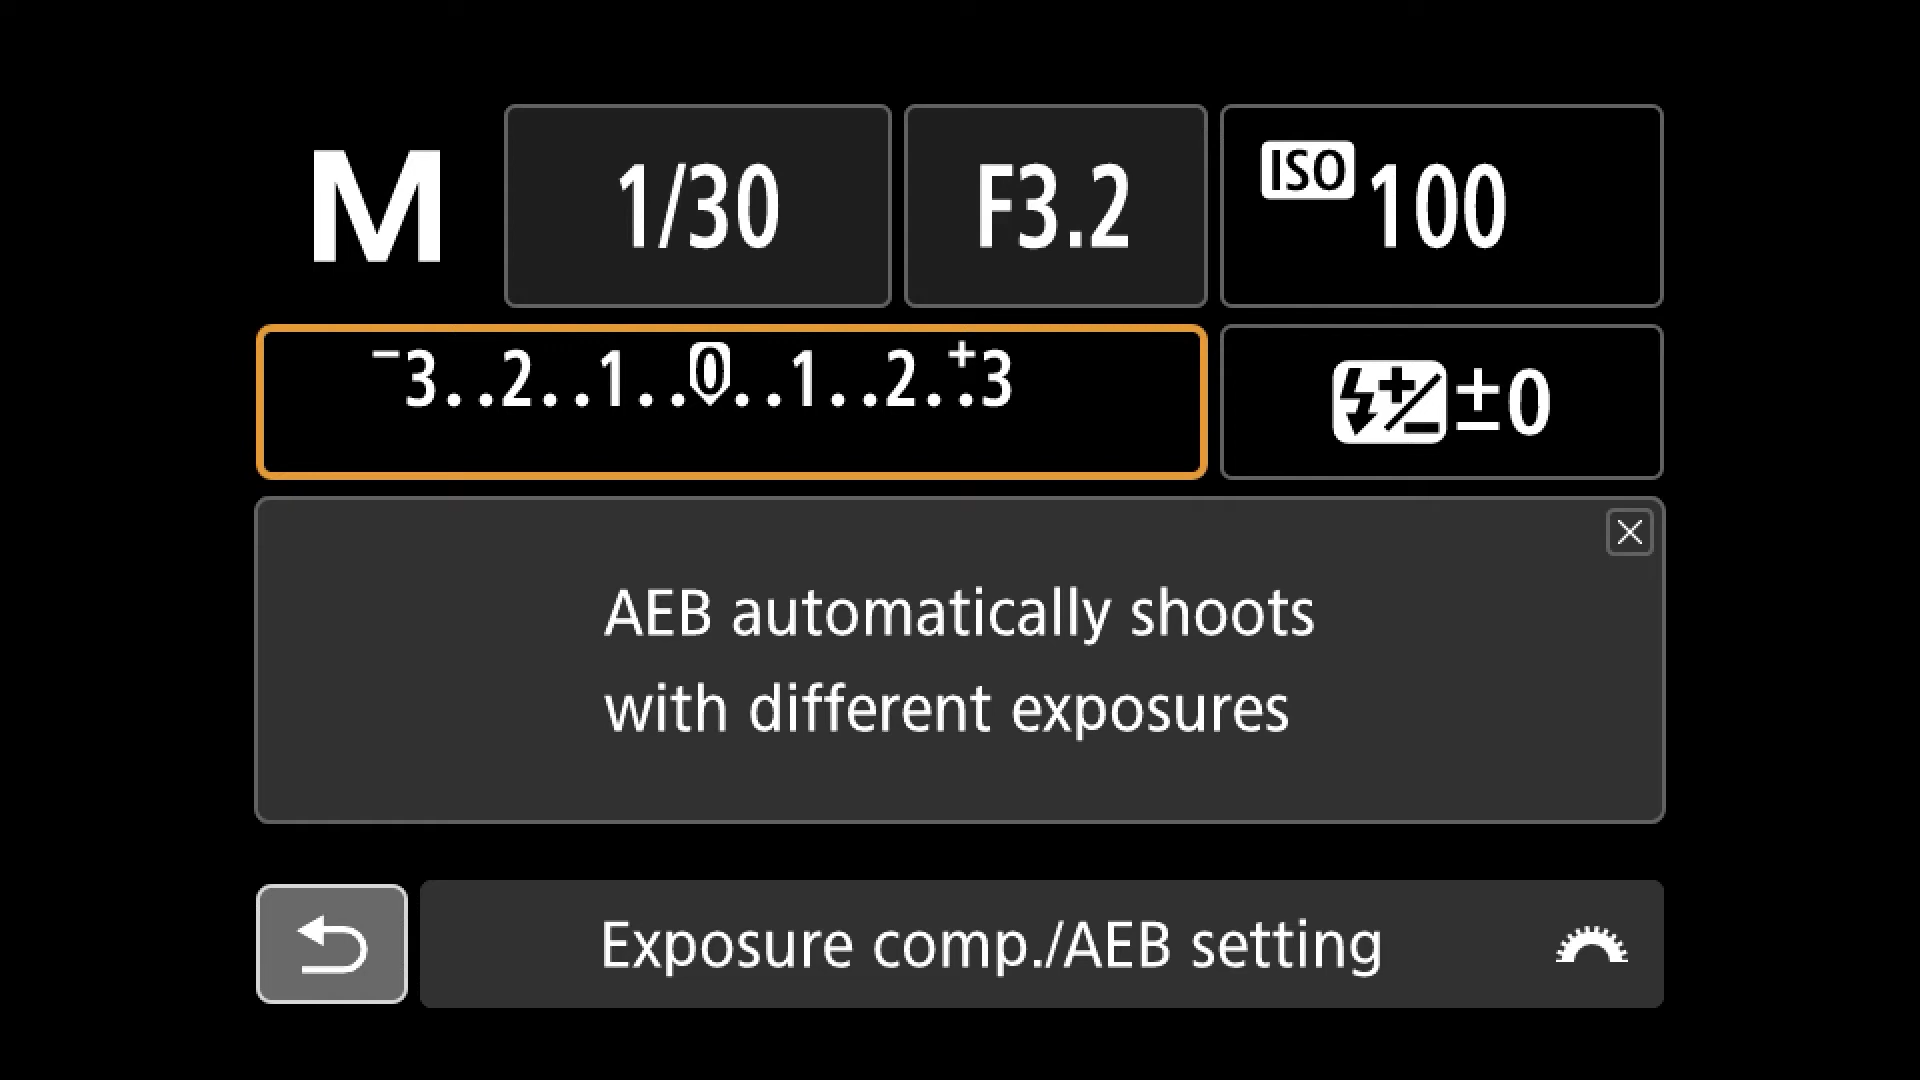 M 1/30 F3.2 ISO 100
-3..2..1..0..1..2.+3 ±0
AEB automatically shoots
with different exposures
Exposure comp./AEB setting